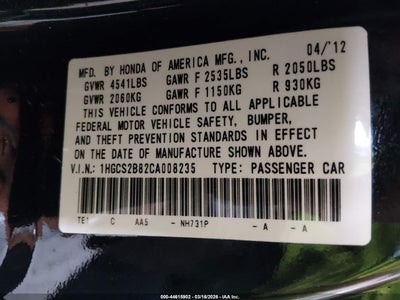 MFD. BY HONDA OF AMERICA MFG., INC. 04/'12
GVWR 4541LBS GAWR F 2535LBS R 2050LBS
GVWR 2060KG GAWR F 1150KG R 930KG
THIS VEHICLE CONFORMS TO ALL APPLICABLE
FEDERAL MOTOR VEHICLE SAFETY, BUMPER,
AND THEFT PREVENTION STANDARDS IN EFFECT
ON THE DATE OF MANUFACTURE SHOWN ABOVE.
V.I.N.: 1HGCS2B82CA008235 TYPE: PASSENGER CAR
TE1 C AA5 - NH731P - A - A
000-44615902 - 03/16/2026 - IAA Inc.